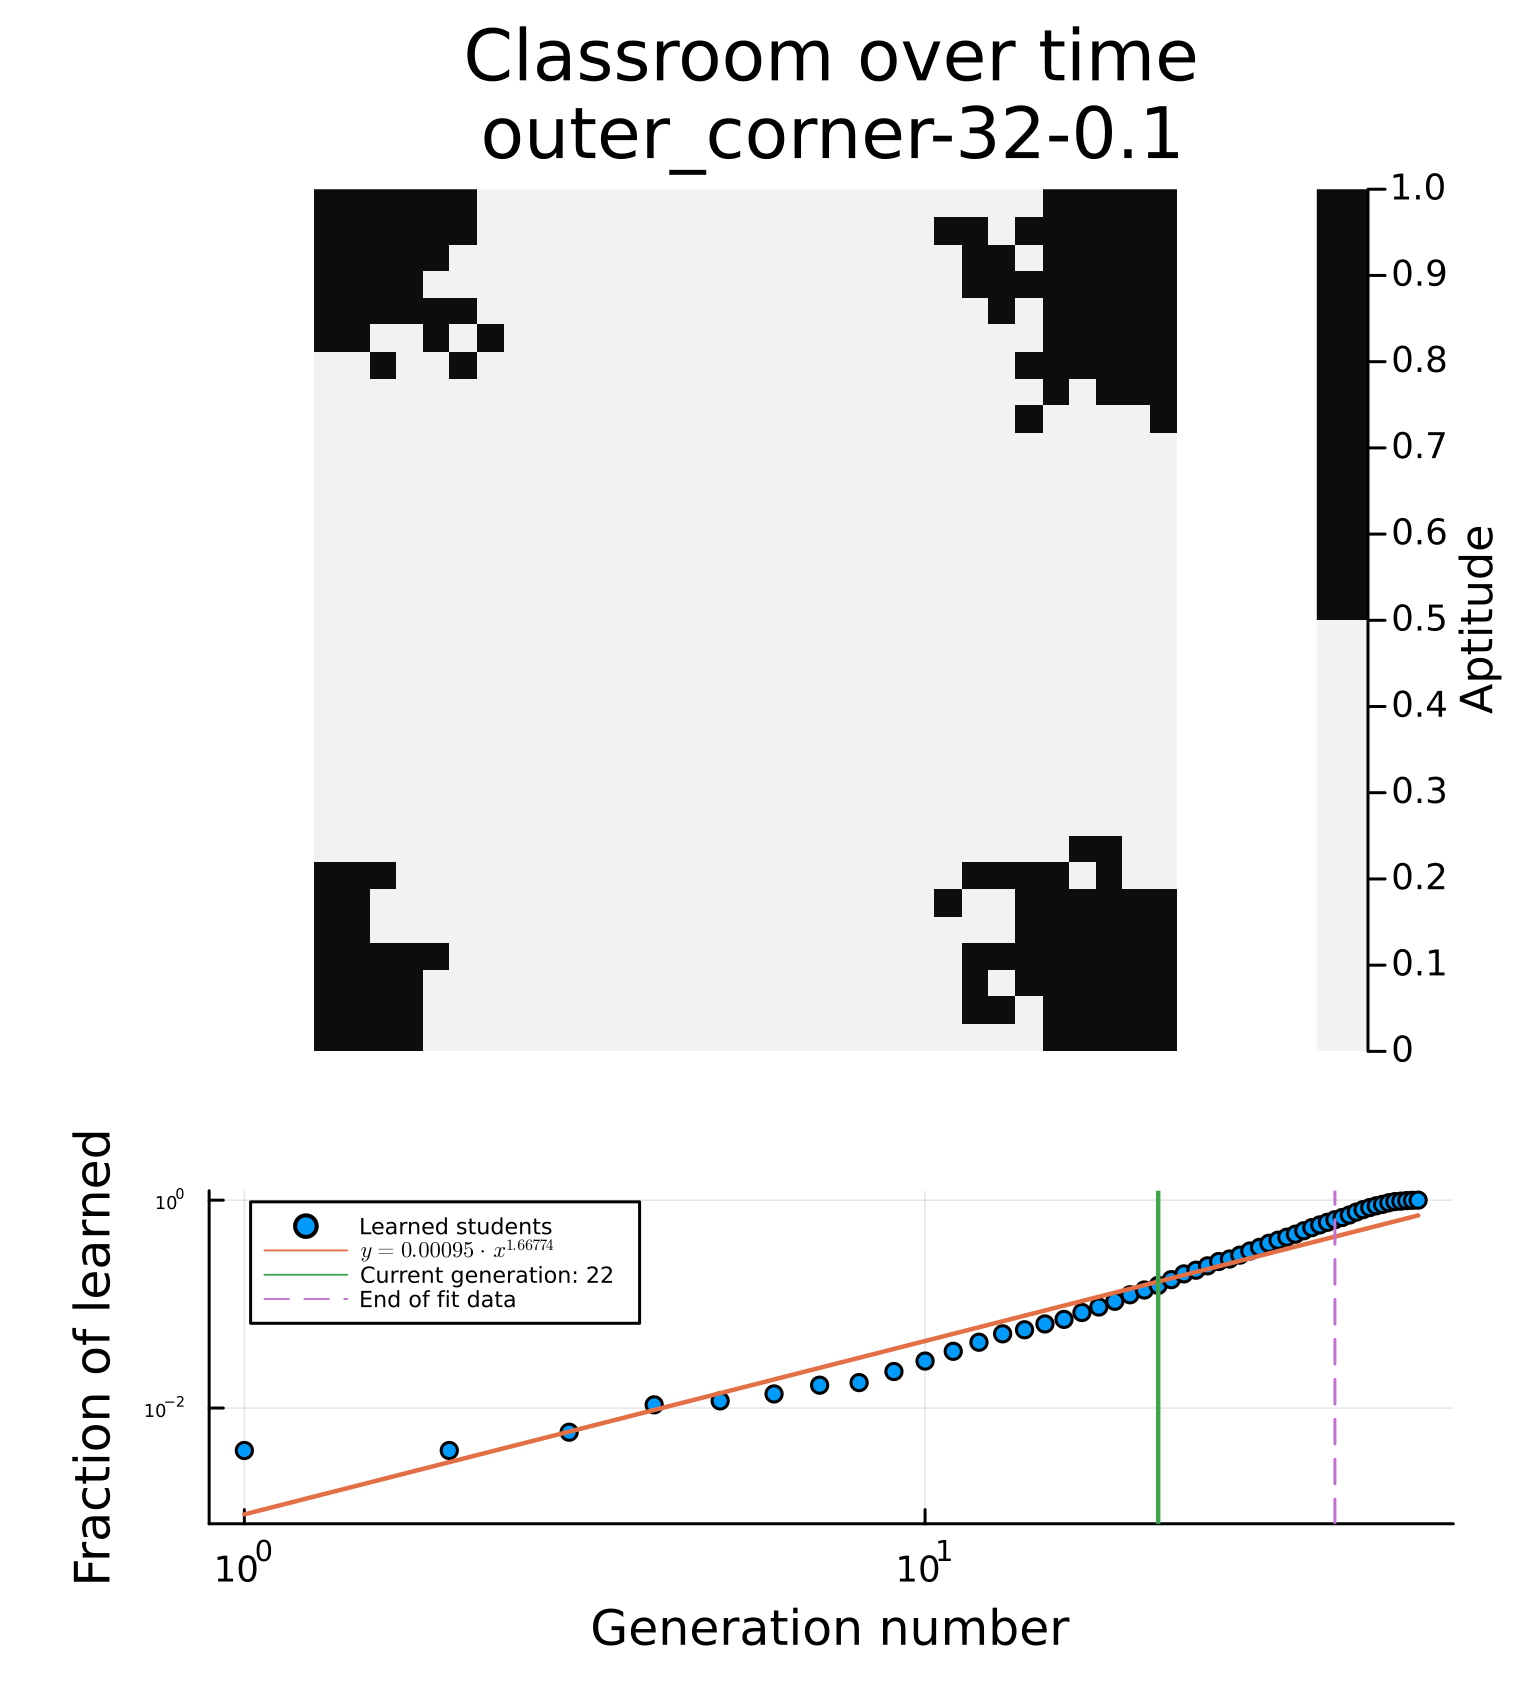 Classroom over time
outer_corner-32-0.1
1.0
0.9
0.8
0.7
0.6
0.5
0.4
0.3
0.2
0.1
0
Aptitude
Fraction of learned
10^0
10^-2
Learned students
y = 0.00095 · x^1.66774
Current generation: 22
End of fit data
10^0
10^1
Generation number